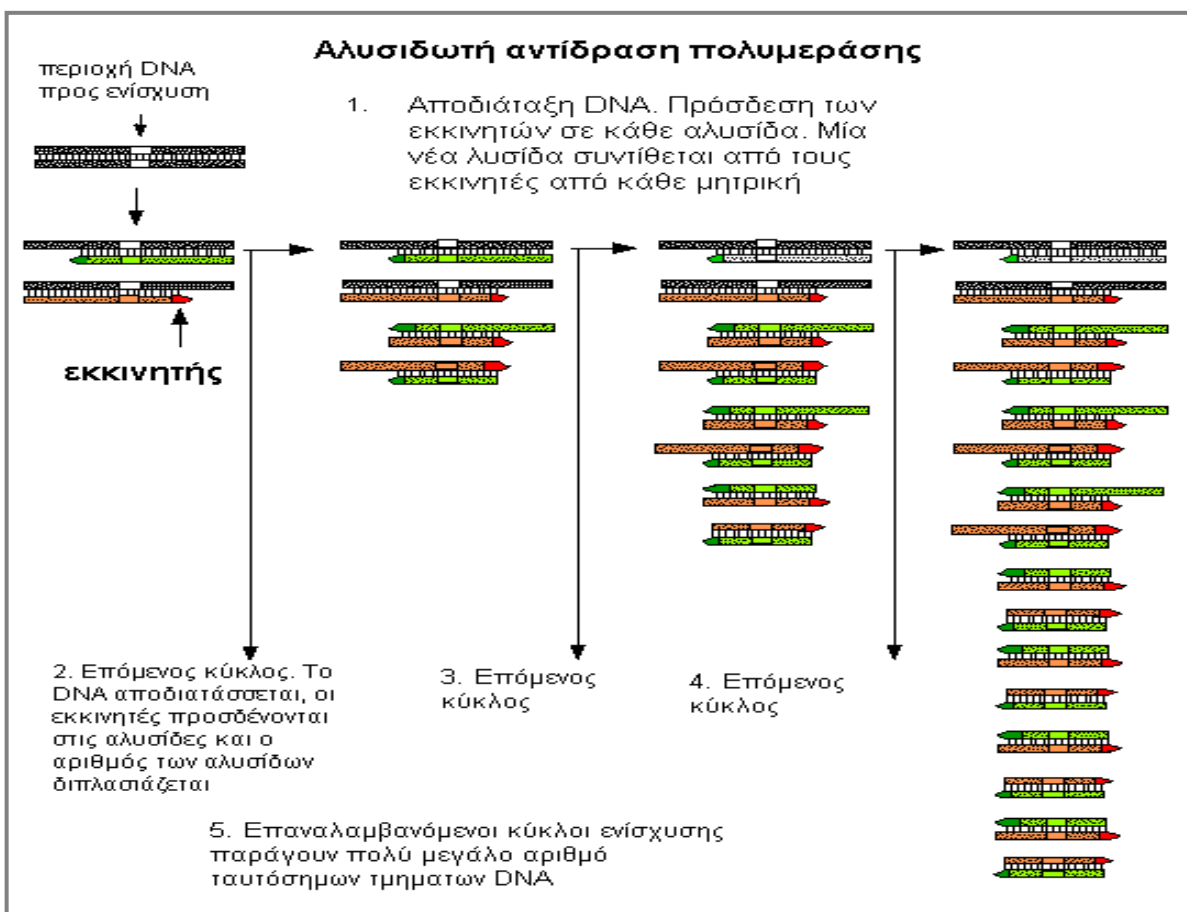 Αλυσιδωτή αντίδραση πολυμεράσης
περιοχή DNA
προς ενίσχυση
1. Αποδιάταξη DNA. Πρόσδεση των
εκκινητών σε κάθε αλυσίδα. Μία
νέα λυσίδα συντίθεται από τους
εκκινητές από κάθε μητρική
εκκινητής
2. Επόμενος κύκλος. Το
DNA αποδιατάσσεται, οι
εκκινητές προσδένονται
στις αλυσίδες και ο
αριθμός των αλυσίδων
διπλασιάζεται
3. Επόμενος
κύκλος
4. Επόμενος
κύκλος
5. Επαναλαμβανόμενοι κύκλοι ενίσχυσης
παράγουν πολύ μεγάλο αριθμό
ταυτόσημων τμηματων DNA